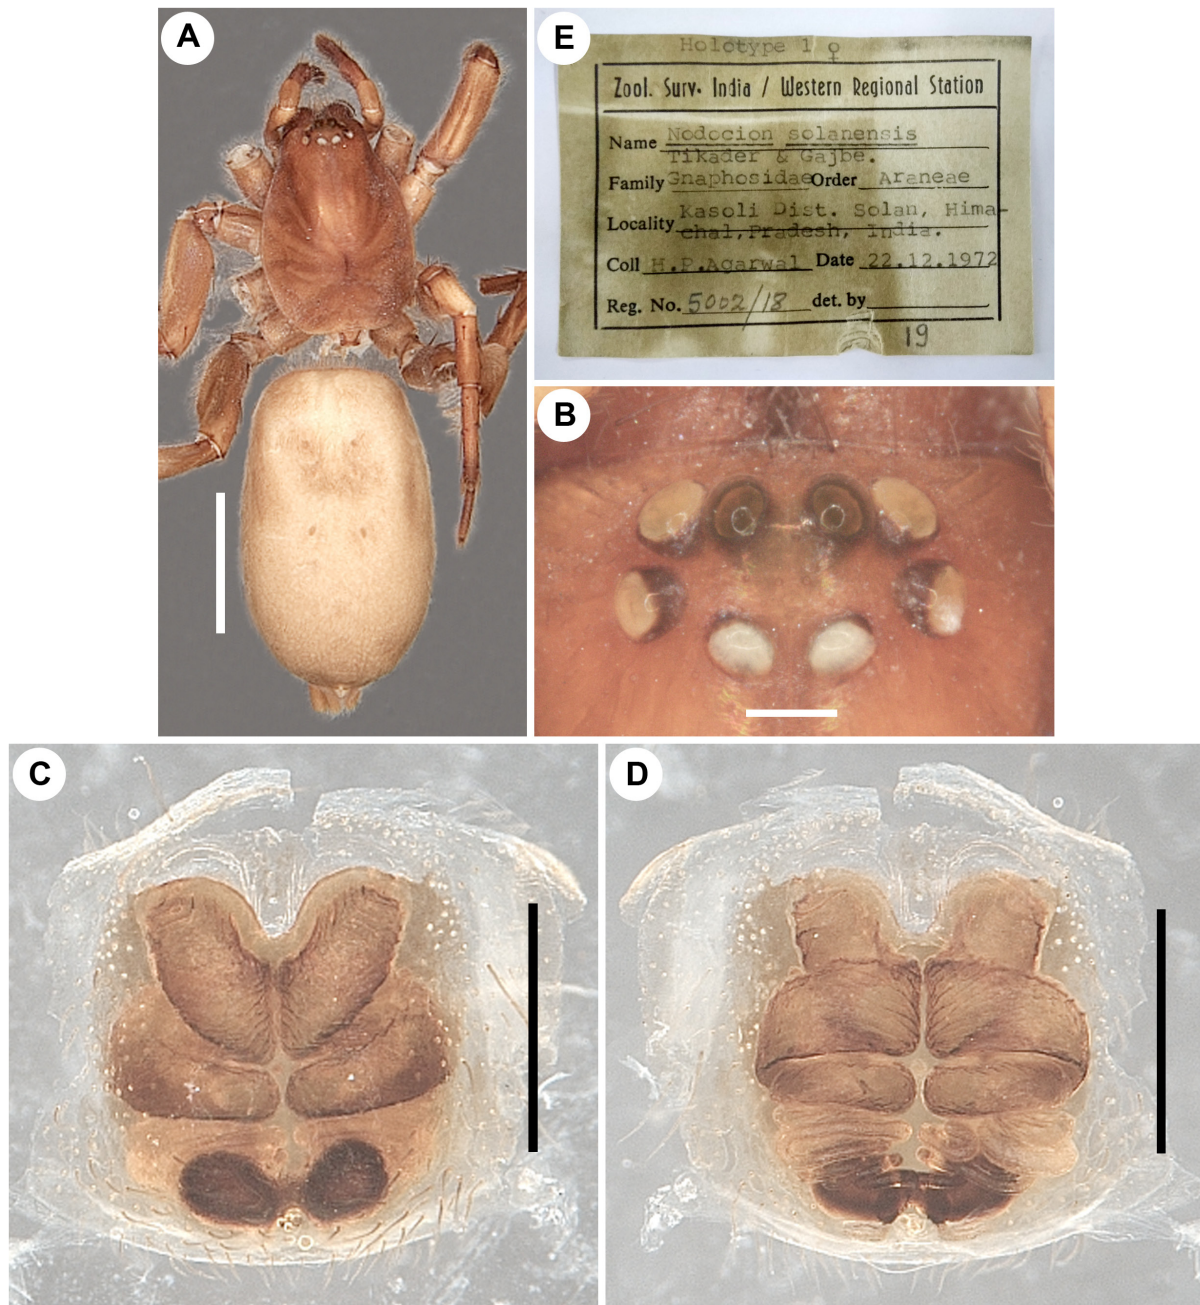 A
E
Holotype 1 ♀
Zool. Surv. India / Western Regional Station
Name Nodocion solanensis
Tikader & Gajbe.
Family Gnaphosidae Order Araneae
Locality Kasoli Dist. Solan, Hima-
chal, Pradesh, India.
Coll H.P.Agarwal Date 22.12.1972
Reg. No. 5002/18 det. by
19
B
C
D